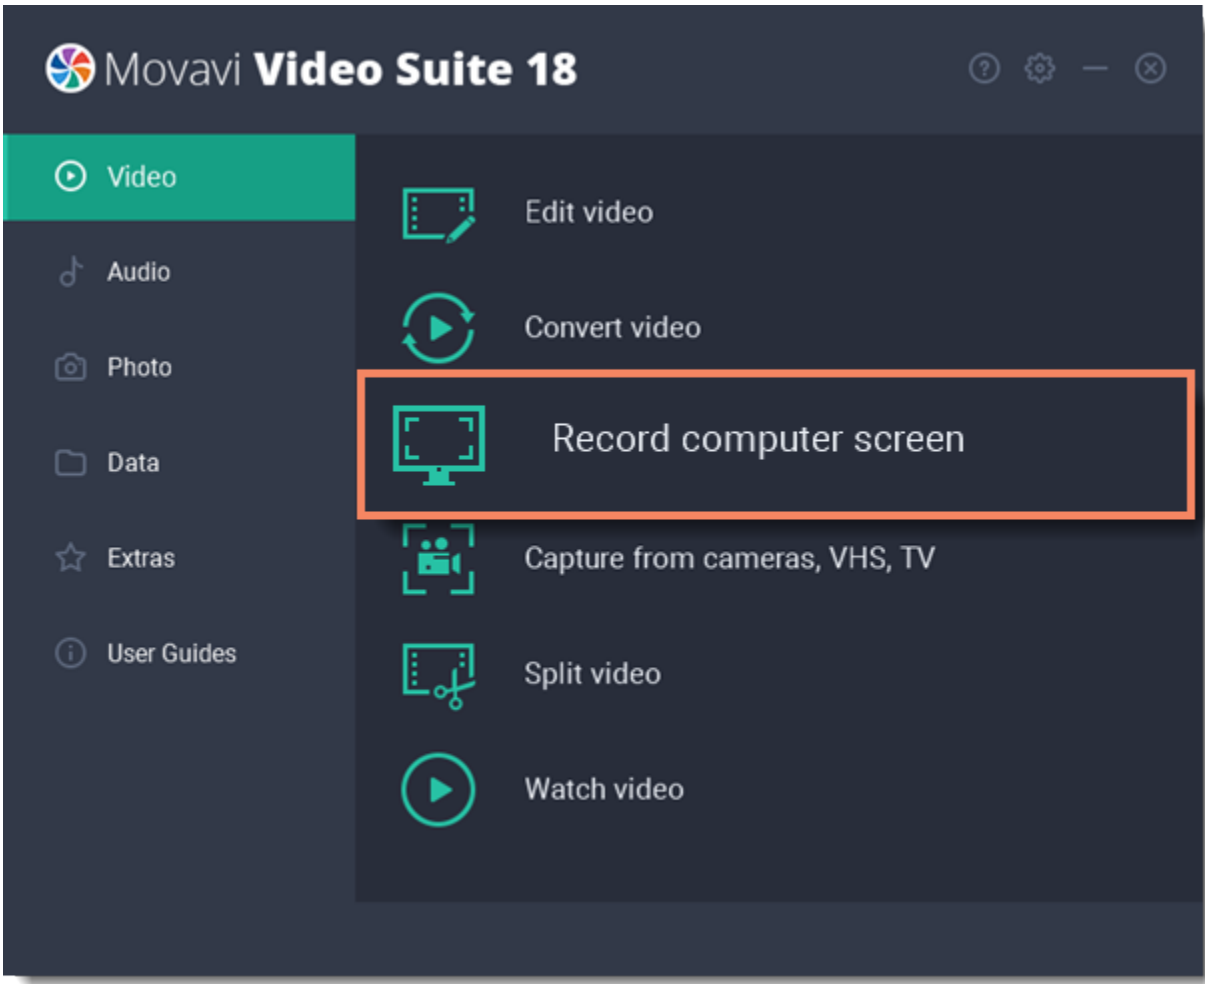 Movavi Video Suite 18
Video
Audio
Photo
Data
Extras
User Guides
Edit video
Convert video
Record computer screen
Capture from cameras, VHS, TV
Split video
Watch video